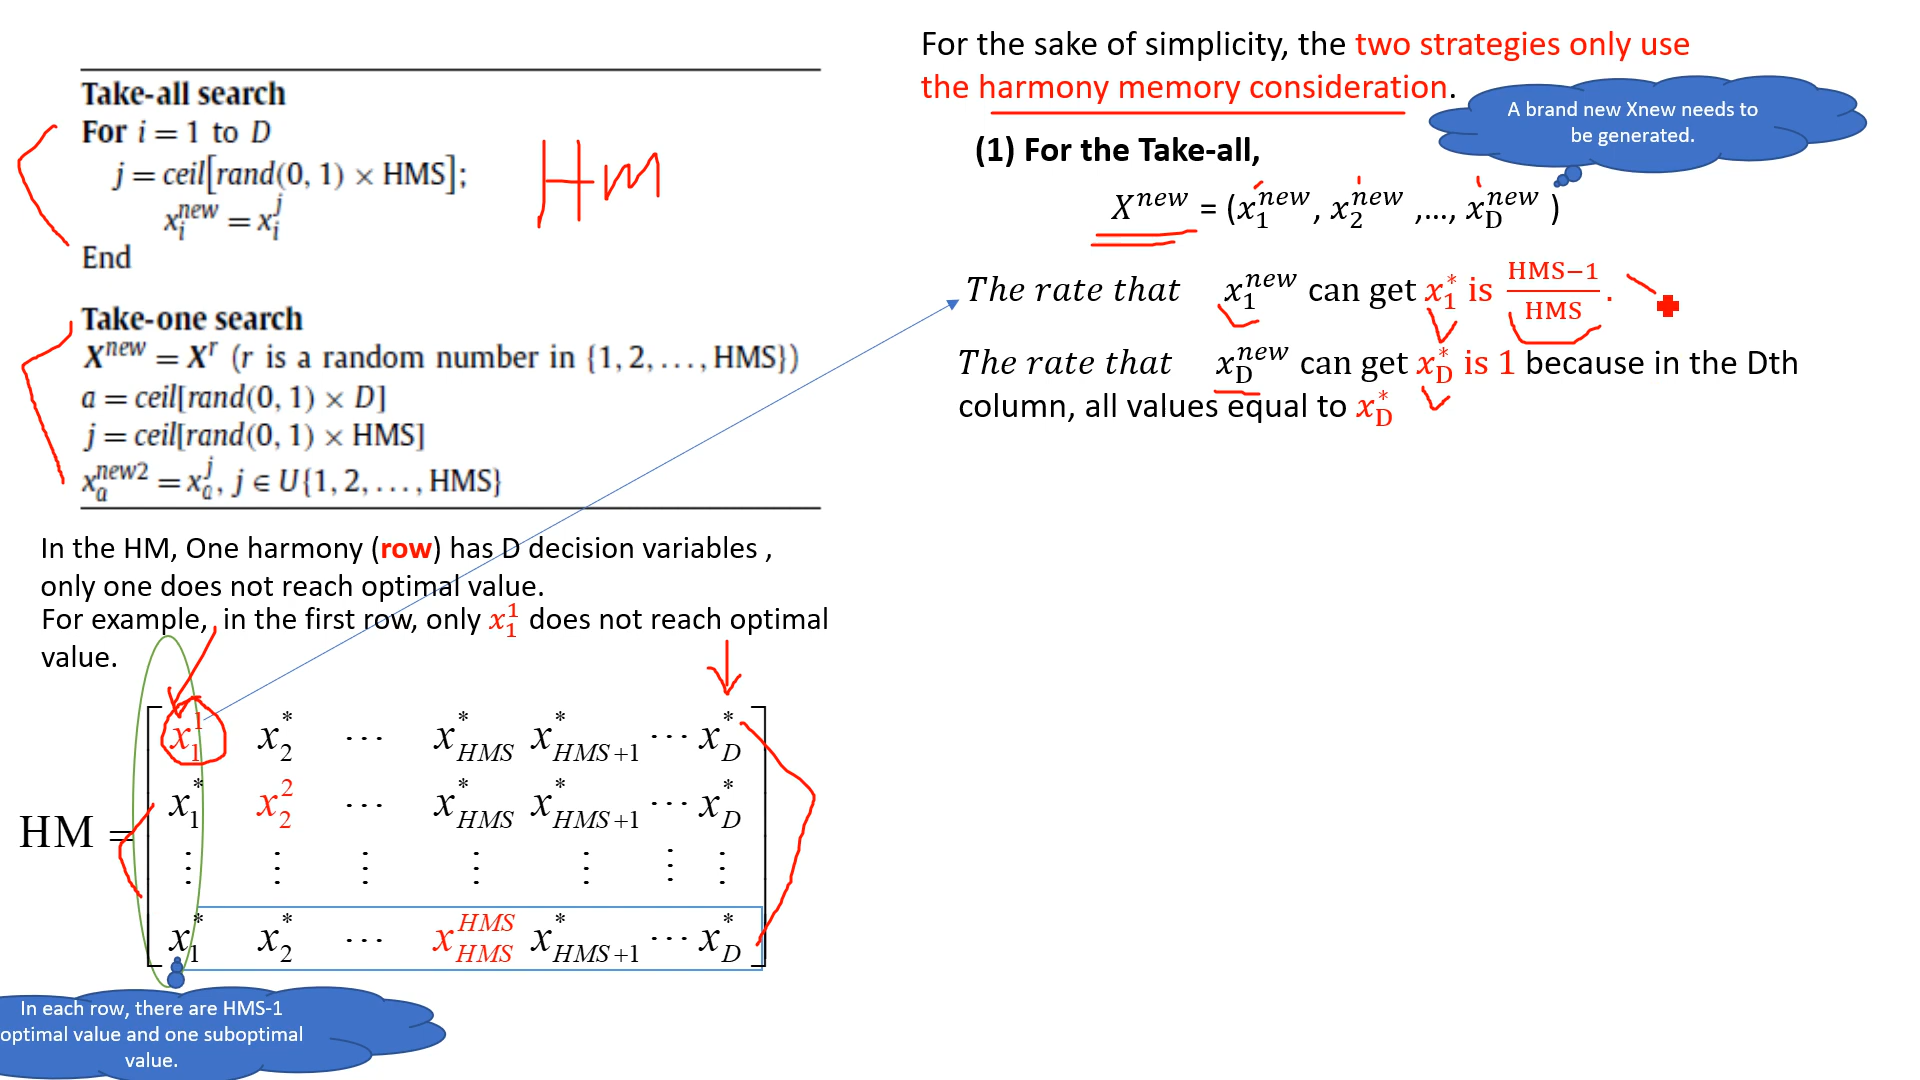 Take-all search
For i = 1 to D
j = ceil[rand(0, 1) × HMS];
x_i^new = x_i^j
End
Take-one search
X^new = X^r (r is a random number in {1, 2, . . . , HMS})
a = ceil[rand(0, 1) × D]
j = ceil[rand(0, 1) × HMS]
x_a^new2 = x_a^j, j ∈ U{1, 2, . . . , HMS}
Hm
In the HM, One harmony (row) has D decision variables ,
only one does not reach optimal value.
For example, in the first row, only x_1^1 does not reach optimal
value.
HM =
x_1^1 x_2^* ⋯ x_HMS^* x_HMS+1^* ⋯ x_D^*
x_1^* x_2^2 ⋯ x_HMS^* x_HMS+1^* ⋯ x_D^*
⋮ ⋮ ⋮ ⋮ ⋮ ⋮ ⋮
x_1^* x_2^* ⋯ x_HMS^HMS x_HMS+1^* ⋯ x_D^*
In each row, there are HMS-1
optimal value and one suboptimal
value.
For the sake of simplicity, the two strategies only use
the harmony memory consideration.
A brand new Xnew needs to
be generated.
(1) For the Take-all,
X^new = (x_1^new, x_2^new ,..., x_D^new )
The rate that x_1^new can get x_1^* is HMS−1/HMS .
The rate that x_D^new can get x_D^* is 1 because in the Dth
column, all values equal to x_D^*